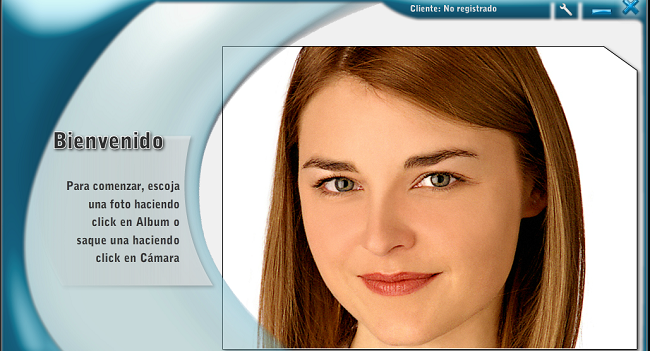 Cliente: No registrado
Bienvenido
Para comenzar, escoja
una foto haciendo
click en Album o
saque una haciendo
click en Cámara